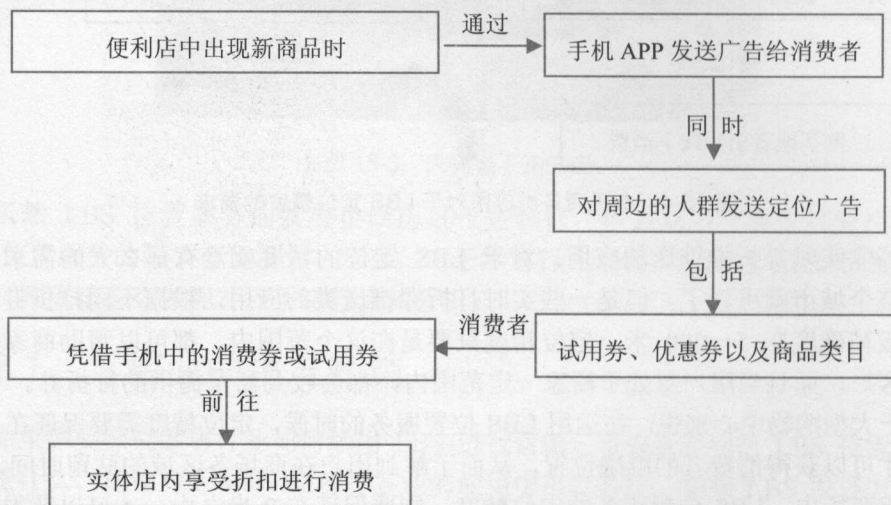 便利店中出现新商品时
通过
手机 APP 发送广告给消费者
同时
对周边的人群发送定位广告
包括
试用券、优惠券以及商品类目
消费者
凭借手机中的消费券或试用券
前往
实体店内享受折扣进行消费